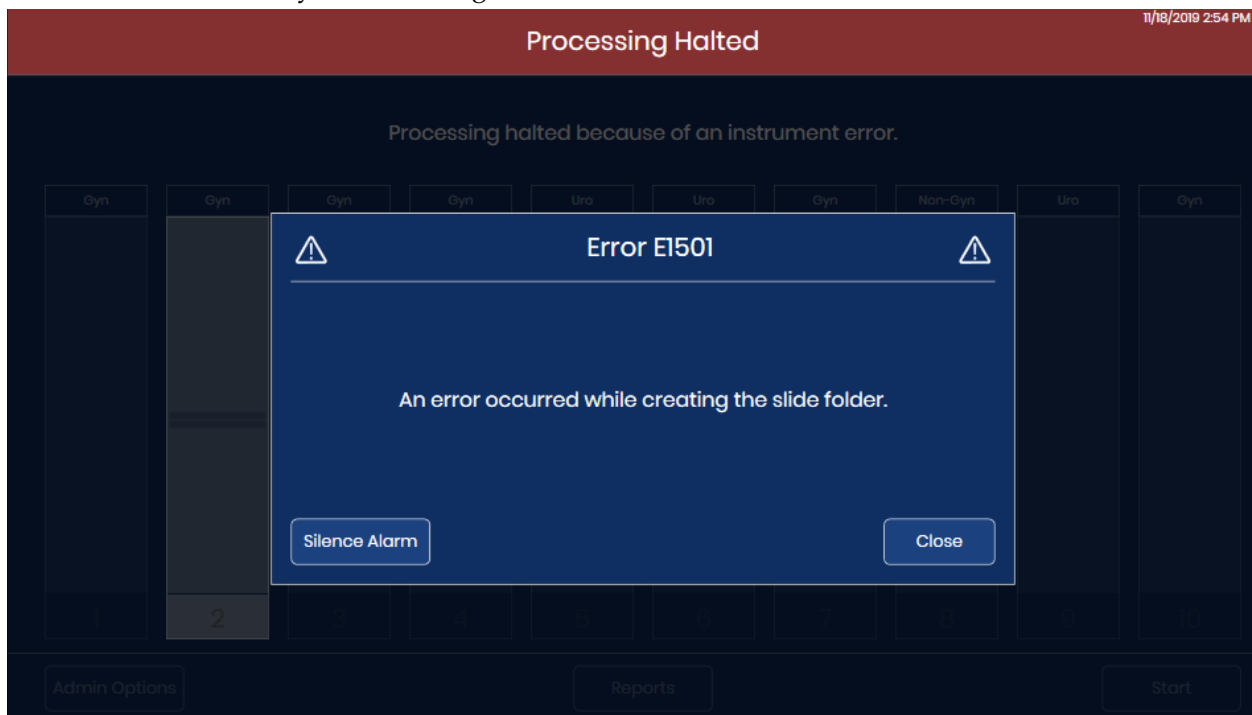 11/18/2019 2:54 PM
Processing Halted
Processing halted because of an instrument error.
Gyn Gyn Gyn Gyn Uro Uro Gyn Non-Gyn Uro Gyn
Error E1501
An error occurred while creating the slide folder.
Silence Alarm Close
1 2 3 4 5 6 7 8 9 10
Admin Options Reports Start